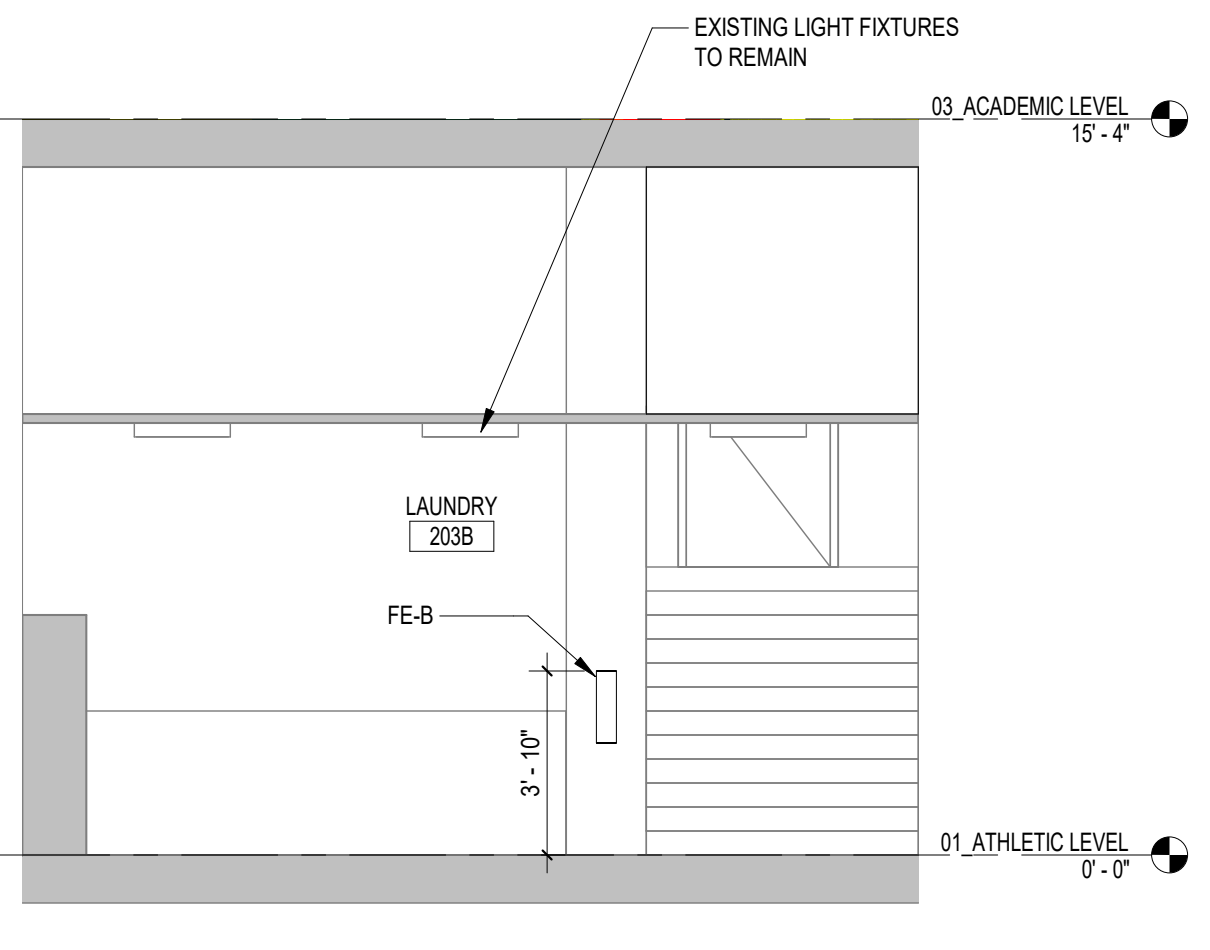 EXISTING LIGHT FIXTURES
TO REMAIN
03_ACADEMIC LEVEL
15' - 4"
LAUNDRY
203B
FE-B
3' - 10"
01_ATHLETIC LEVEL
0' - 0"